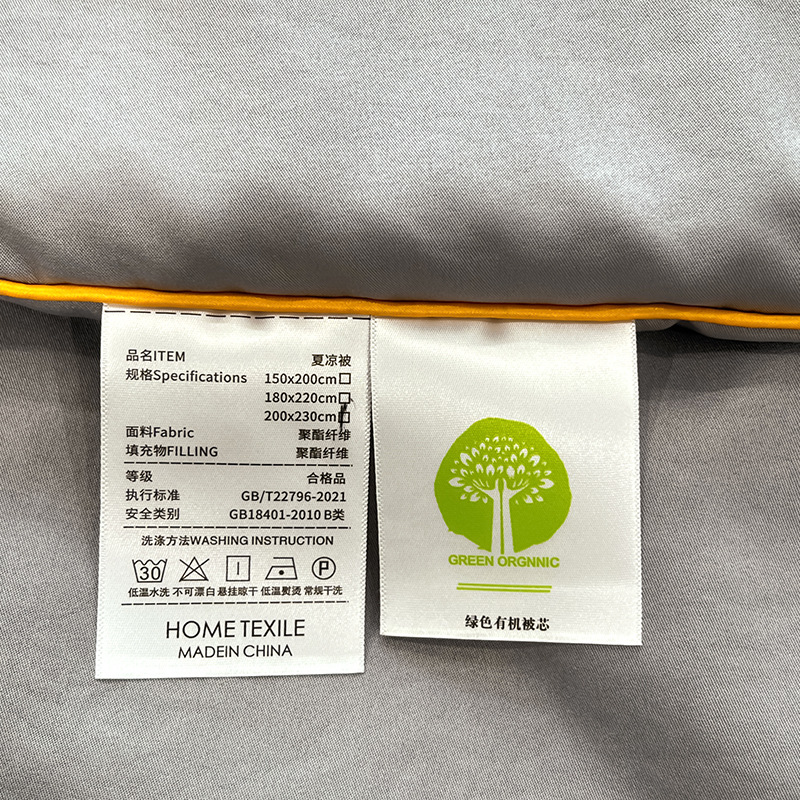 品名ITEM 夏凉被
规格Specifications 150x200cm□
180x220cm□
200x230cm□
面料Fabric 聚酯纤维
填充物FILLING 聚酯纤维
等级 合格品
执行标准 GB/T22796-2021
安全类别 GB18401-2010 B类
洗涤方法WASHING INSTRUCTION
30 P
低温水洗 不可漂白 悬挂晾干 低温熨烫 常规干洗
HOME TEXILE
MADEIN CHINA
GREEN ORGNNIC
绿色有机被芯